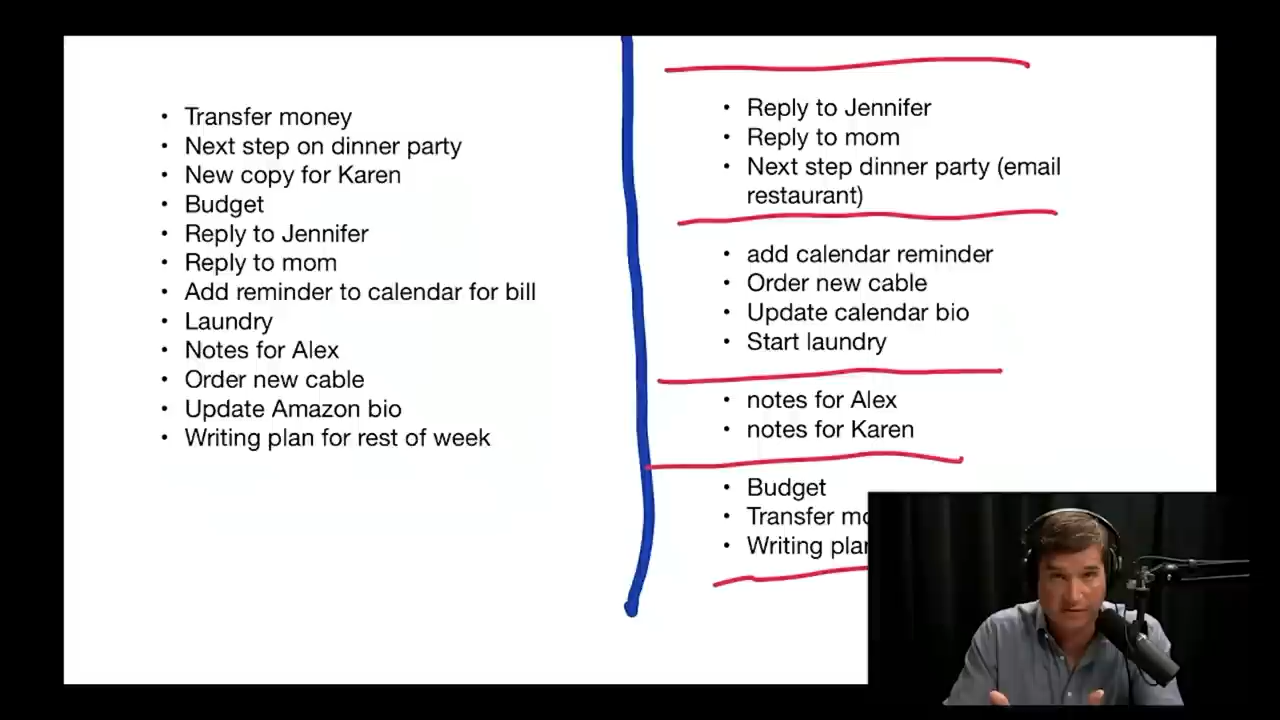 • Transfer money
• Next step on dinner party
• New copy for Karen
• Budget
• Reply to Jennifer
• Reply to mom
• Add reminder to calendar for bill
• Laundry
• Notes for Alex
• Order new cable
• Update Amazon bio
• Writing plan for rest of week
• Reply to Jennifer
• Reply to mom
• Next step dinner party (email
restaurant)
• add calendar reminder
• Order new cable
• Update calendar bio
• Start laundry
• notes for Alex
• notes for Karen
• Budget
• Transfer
• Writing